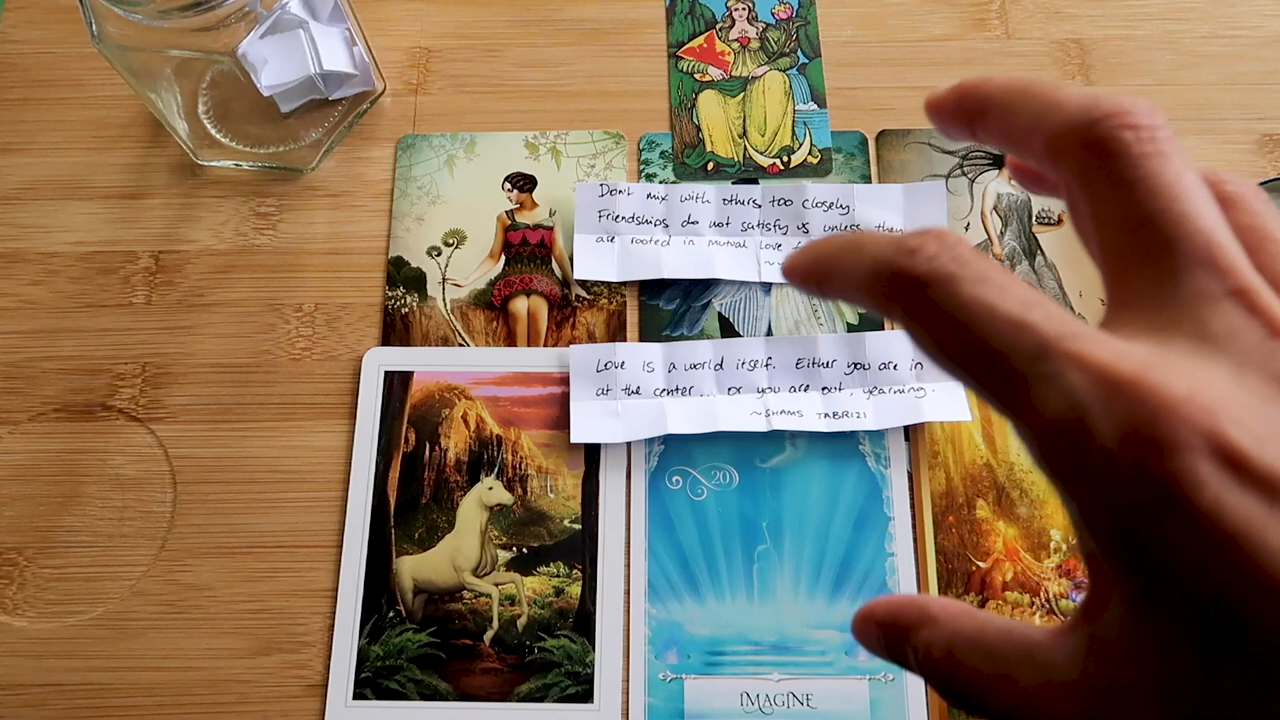 Don't mix with others too closely.
Friendships do not satisfy us unless they
are rooted in mutual love
Love is a world itself. Either you are in
at the center... or you are out, yearning.
~SHAMS TABRIZI
20
IMAGINE